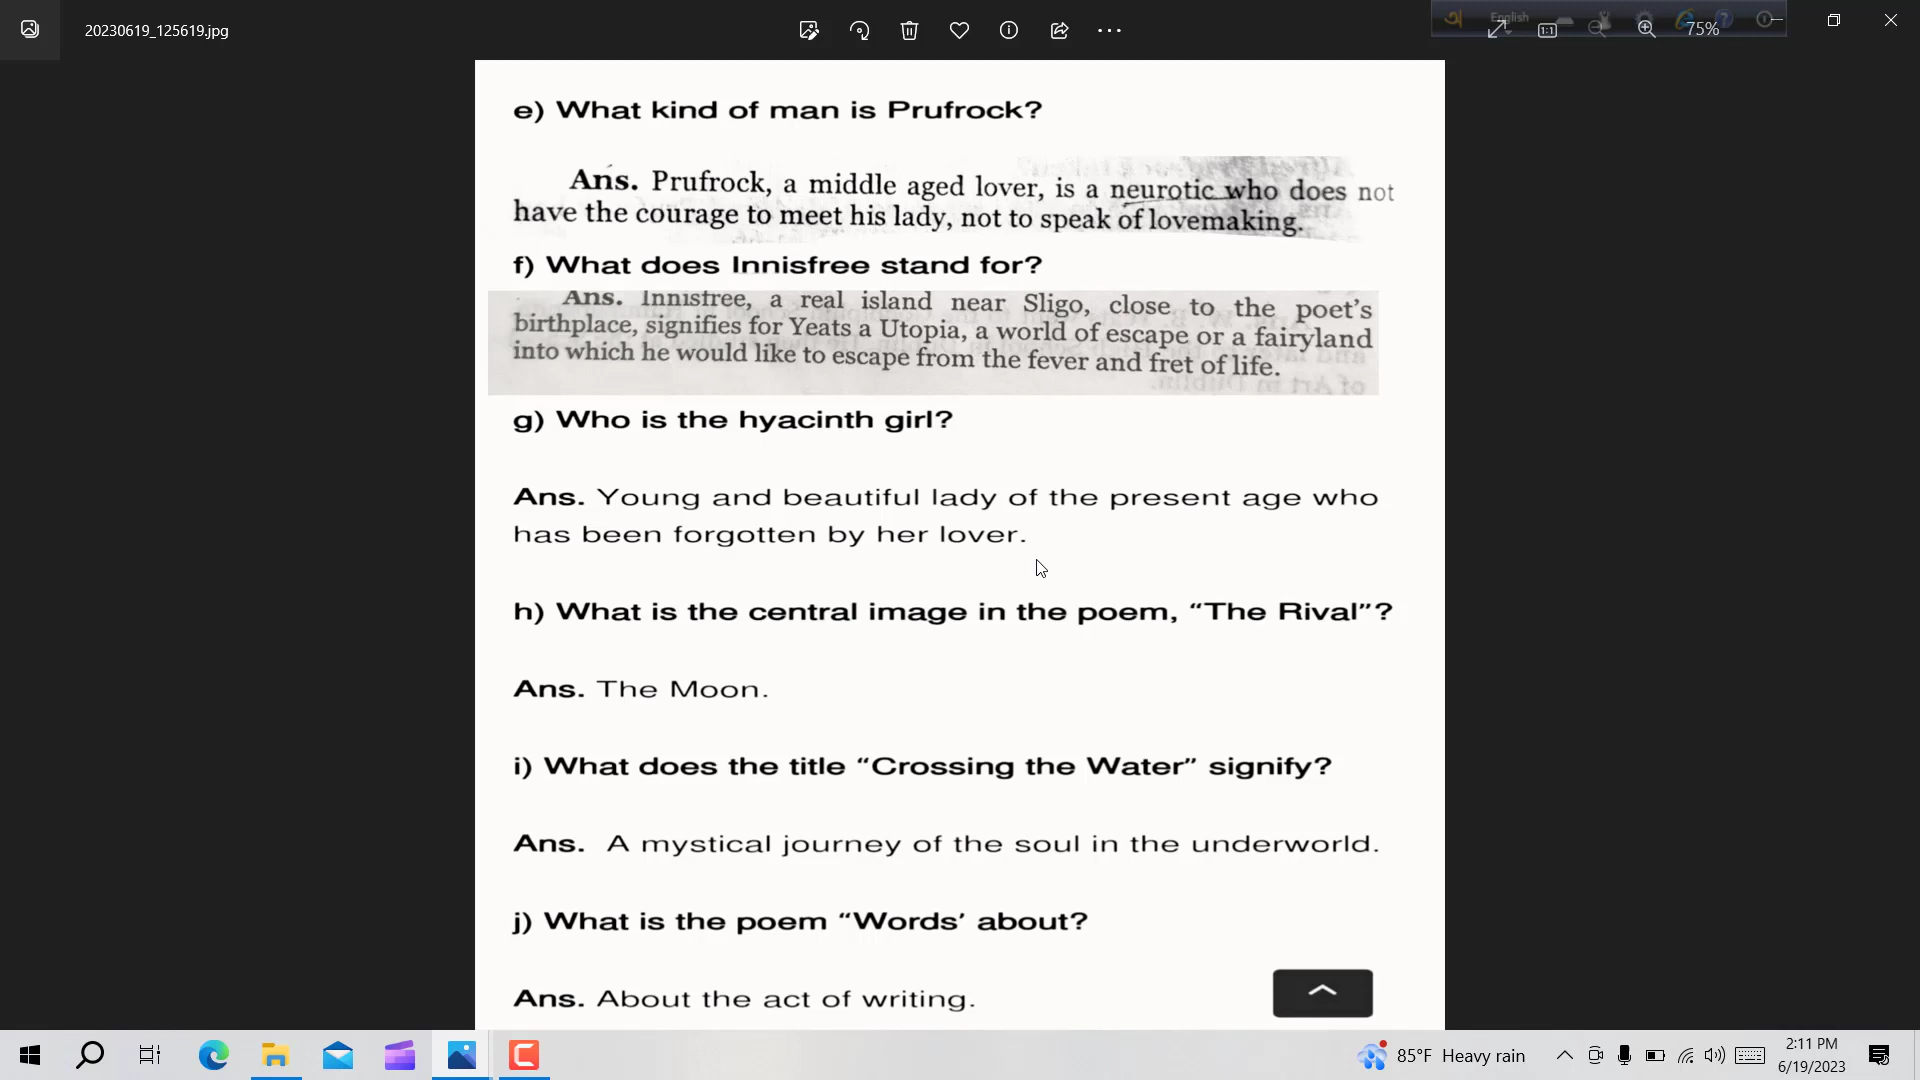 20230619_125619.jpg
English
75%
e) What kind of man is Prufrock?
Ans. Prufrock, a middle aged lover, is a neurotic who does not
have the courage to meet his lady, not to speak of lovemaking.
f) What does Innisfree stand for?
Ans. Innisfree, a real island near Sligo, close to the poet's
birthplace, signifies for Yeats a Utopia, a world of escape or a fairyland
into which he would like to escape from the fever and fret of life.
g) Who is the hyacinth girl?
Ans. Young and beautiful lady of the present age who
has been forgotten by her lover.
h) What is the central image in the poem, “The Rival”?
Ans. The Moon.
i) What does the title “Crossing the Water” signify?
Ans. A mystical journey of the soul in the underworld.
j) What is the poem “Words’ about?
Ans. About the act of writing.
85°F Heavy rain
2:11 PM
6/19/2023